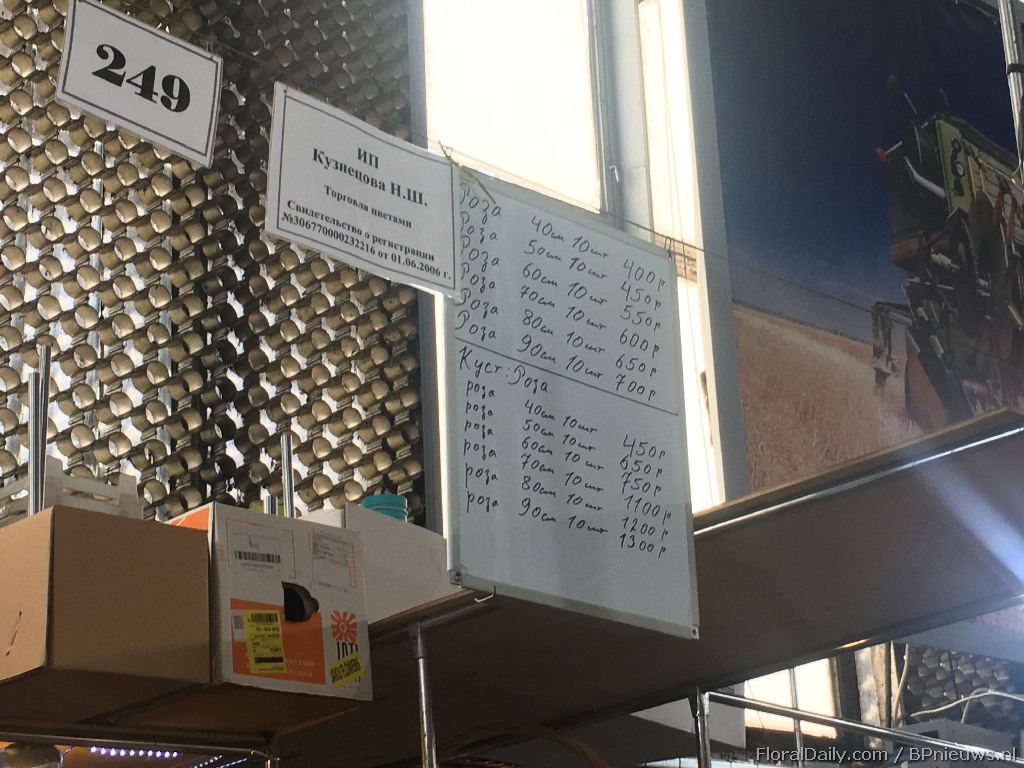 249
ИП
Кузнецова Н.Ш.
Торговля цветами
Свидетельство о регистрации
№306770000232216 от 01.06.2006 г.
Роза 40см 10шт 400р
Роза 50см 10шт 450р
Роза 60см 10шт 550р
Роза 70см 10шт 600р
Роза 80см 10шт 650р
Роза 90см 10шт 700р
Куст: Роза
роза 40см 10шт 450р
роза 50см 10шт 650р
роза 60см 10шт 750р
роза 70см 10шт 1100р
роза 80см 10шт 1200р
роза 90см 10шт 1300р
FloralDaily.com / BPnieuws.nl